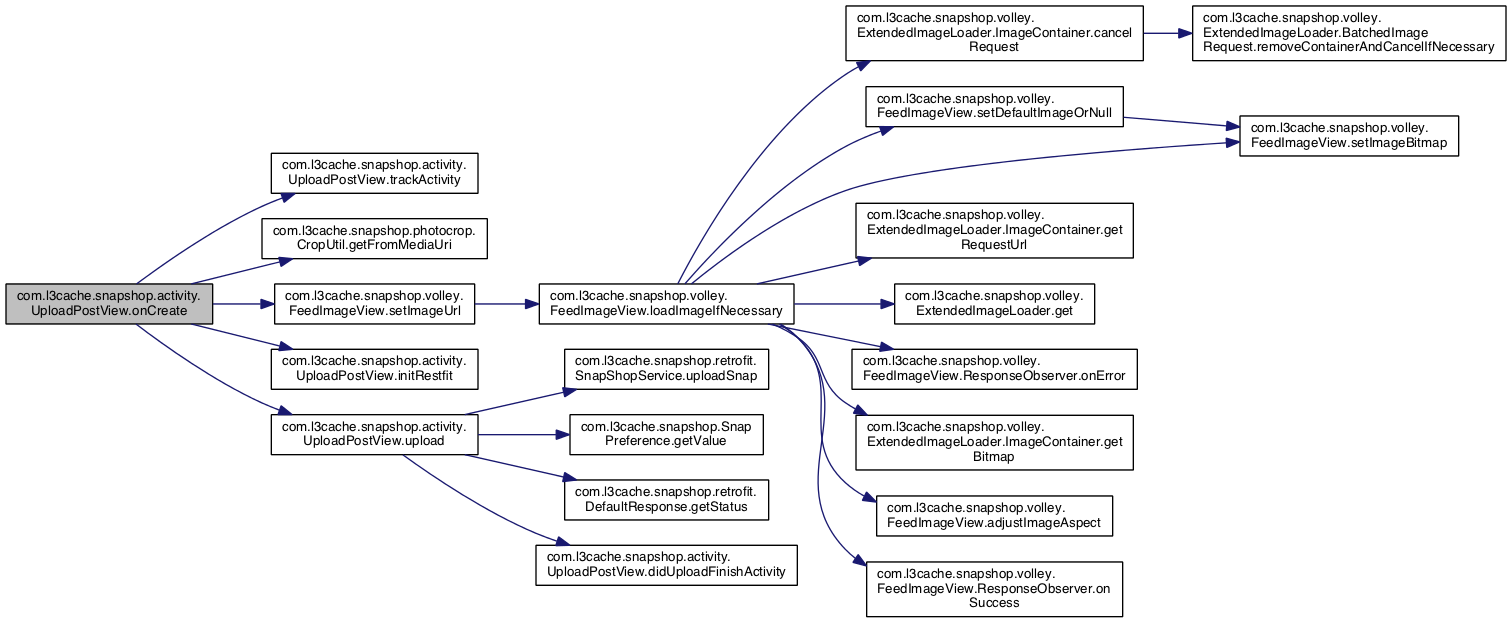 com.l3cache.snapshop.activity.
UploadPostView.onCreate
com.l3cache.snapshop.activity.
UploadPostView.trackActivity
com.l3cache.snapshop.photocrop.
CropUtil.getFromMediaUri
com.l3cache.snapshop.volley.
FeedImageView.setImageUrl
com.l3cache.snapshop.activity.
UploadPostView.initRestfit
com.l3cache.snapshop.activity.
UploadPostView.upload
com.l3cache.snapshop.volley.
FeedImageView.loadImageIfNecessary
com.l3cache.snapshop.retrofit.
SnapShopService.uploadSnap
com.l3cache.snapshop.Snap
Preference.getValue
com.l3cache.snapshop.retrofit.
DefaultResponse.getStatus
com.l3cache.snapshop.activity.
UploadPostView.didUploadFinishActivity
com.l3cache.snapshop.volley.
ExtendedImageLoader.ImageContainer.cancel
Request
com.l3cache.snapshop.volley.
FeedImageView.setDefaultImageOrNull
com.l3cache.snapshop.volley.
ExtendedImageLoader.ImageContainer.get
RequestUrl
com.l3cache.snapshop.volley.
ExtendedImageLoader.get
com.l3cache.snapshop.volley.
FeedImageView.ResponseObserver.onError
com.l3cache.snapshop.volley.
ExtendedImageLoader.ImageContainer.get
Bitmap
com.l3cache.snapshop.volley.
FeedImageView.adjustImageAspect
com.l3cache.snapshop.volley.
FeedImageView.ResponseObserver.on
Success
com.l3cache.snapshop.volley.
ExtendedImageLoader.BatchedImage
Request.removeContainerAndCancelIfNecessary
com.l3cache.snapshop.volley.
FeedImageView.setImageBitmap